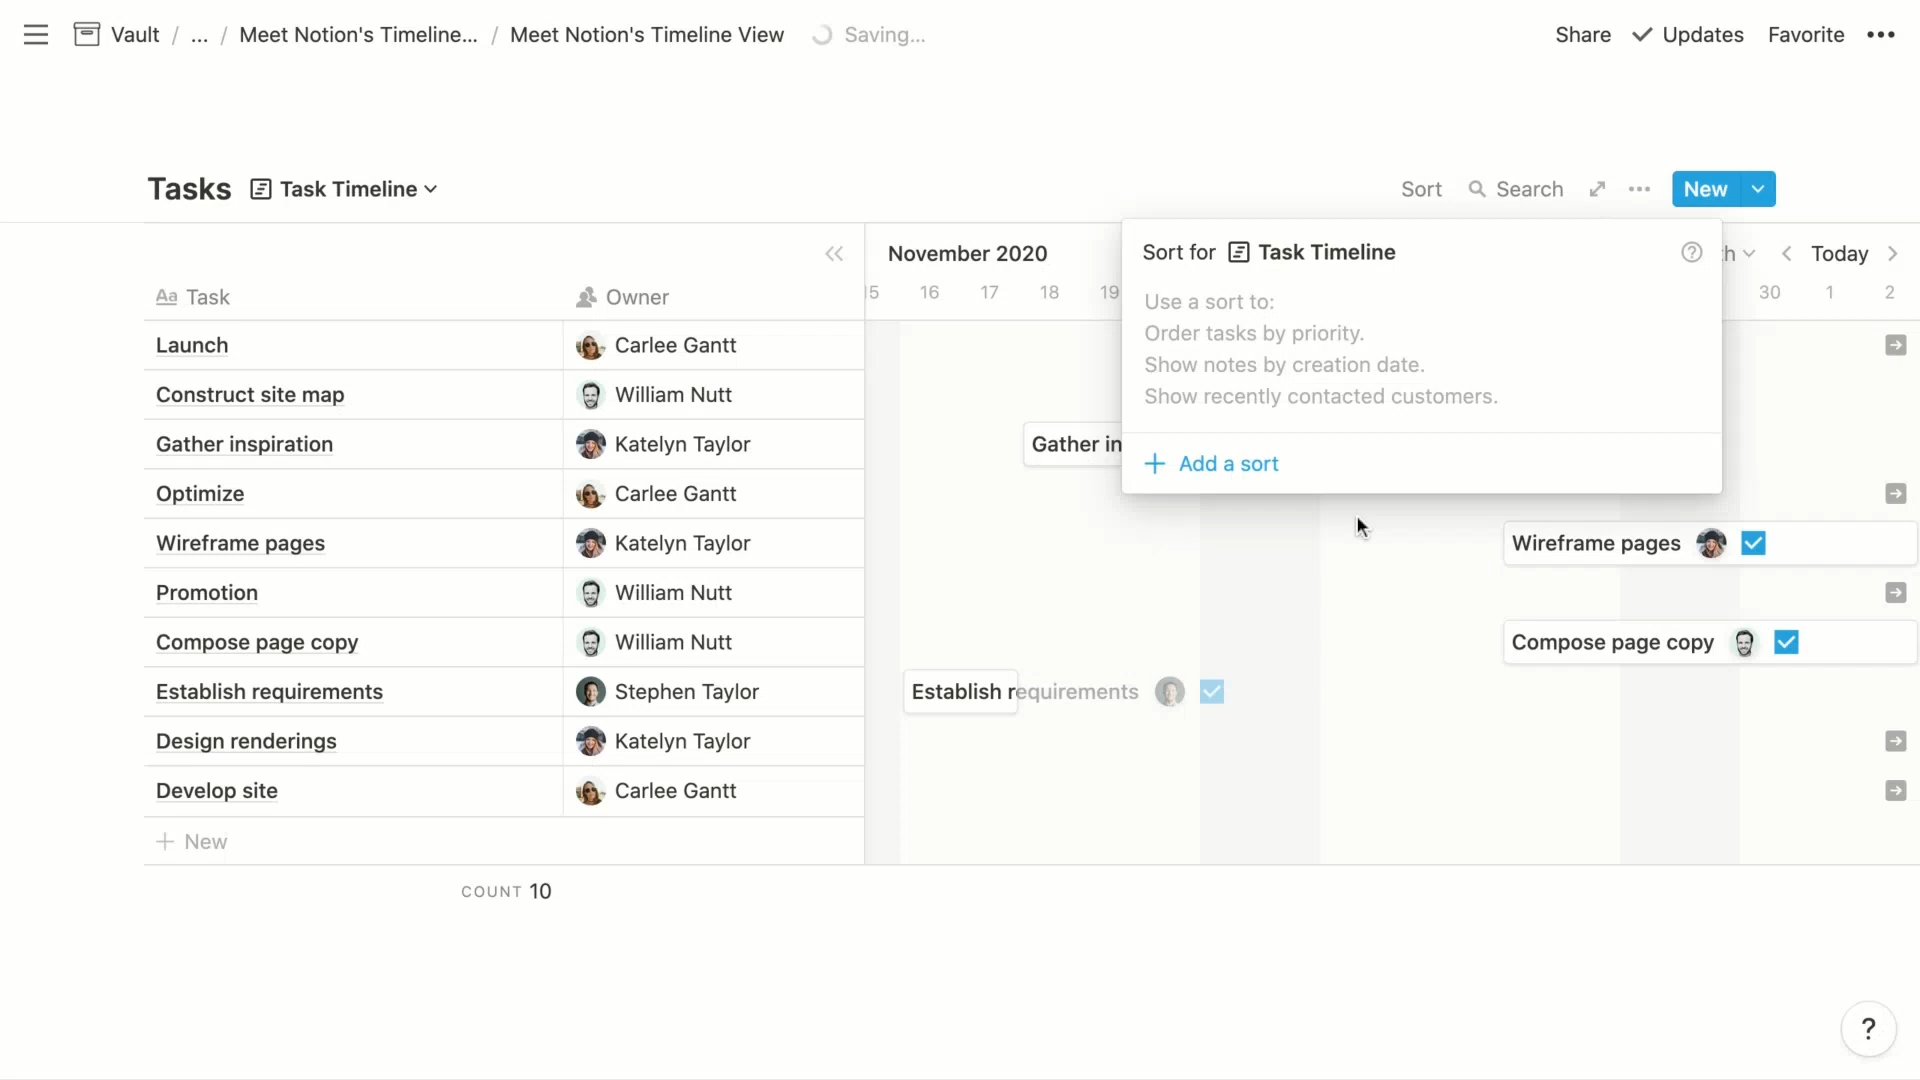 Vault / ... / Meet Notion's Timeline... / Meet Notion's Timeline View Saving...
Share Updates Favorite
Tasks Task Timeline
Sort Search New
November 2020
Today
Aa Task Owner
15 16 17 18 19 30 1 2
Sort for Task Timeline
Use a sort to:
Order tasks by priority.
Show notes by creation date.
Show recently contacted customers.
+ Add a sort
Launch Carlee Gantt
Construct site map William Nutt
Gather inspiration Katelyn Taylor Gather in
Optimize Carlee Gantt
Wireframe pages Katelyn Taylor Wireframe pages
Promotion William Nutt
Compose page copy William Nutt Compose page copy
Establish requirements Stephen Taylor Establish requirements
Design renderings Katelyn Taylor
Develop site Carlee Gantt
+ New
COUNT 10
?